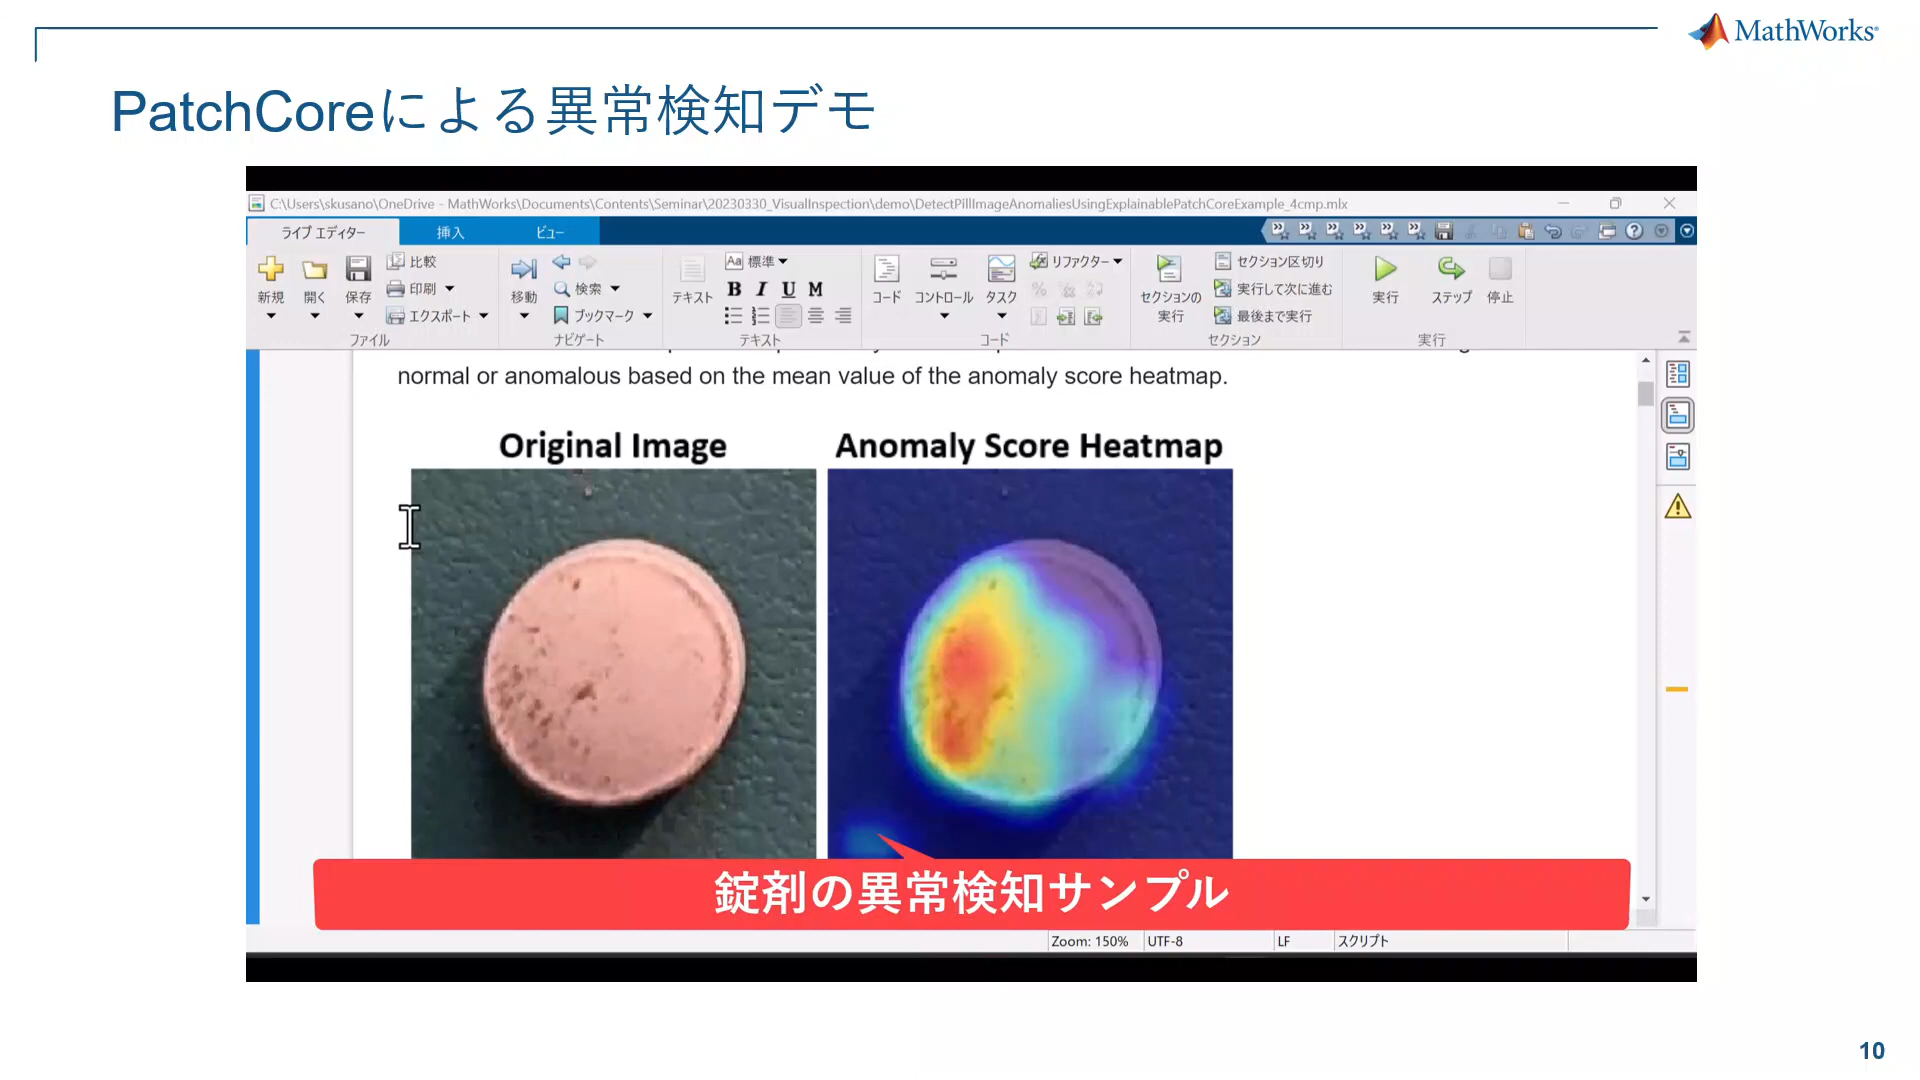 MathWorks
PatchCoreによる異常検知デモ
C:\Users\skusano\OneDrive - MathWorks\Documents\Contents\Seminar\20230330_VisualInspection\demo\DetectPillImageAnomaliesUsingExplainablePatchCoreExample_4cmp.mlx
ライブ エディター 挿入 ビュー
新規 開く 保存 比較 印刷 エクスポート
ファイル
移動 検索 ブックマーク
ナビゲート
テキスト Aa 標準
B I U M
テキスト
コード コントロール タスク リファクター
コード
セクションの
実行
セクション区切り
実行して次に進む
最後まで実行
セクション
実行 ステップ 停止
実行
normal or anomalous based on the mean value of the anomaly score heatmap.
Original Image Anomaly Score Heatmap
錠剤の異常検知サンプル
Zoom: 150% UTF-8 LF スクリプト
10